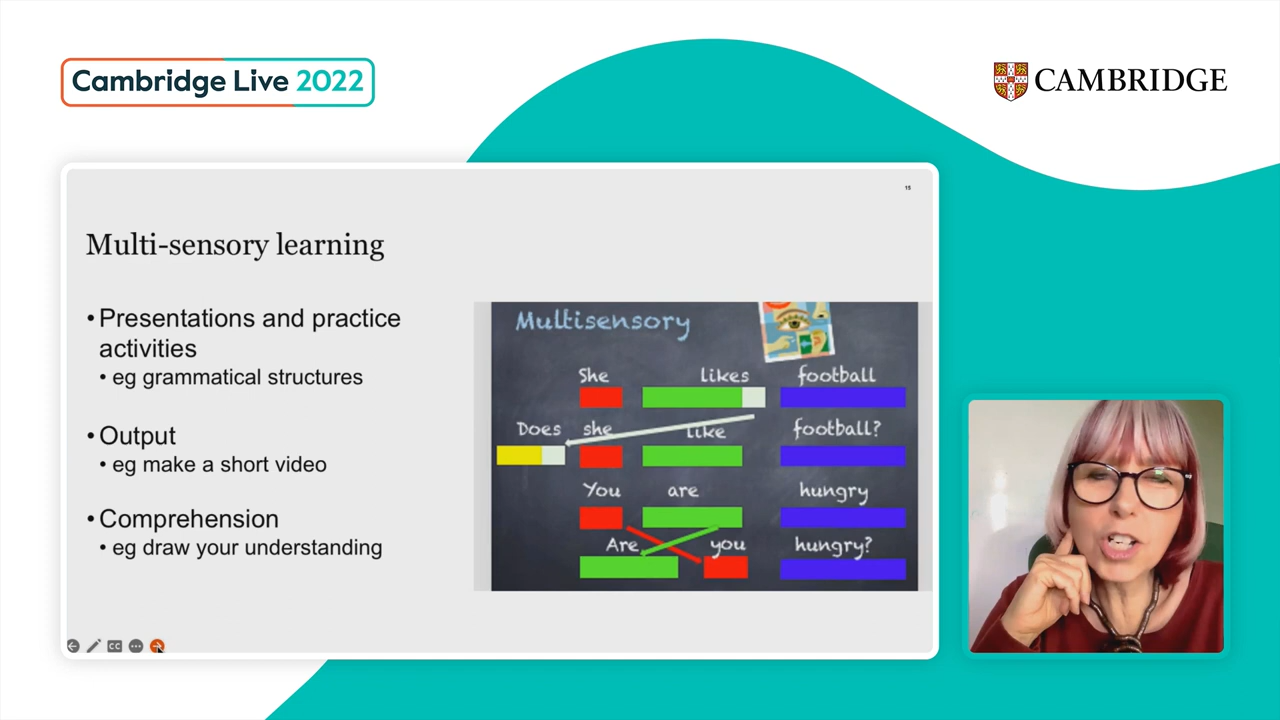 Cambridge Live 2022
CAMBRIDGE
15
Multi-sensory learning
•Presentations and practice
activities
• eg grammatical structures
•Output
• eg make a short video
•Comprehension
• eg draw your understanding
Multisensory
She likes football
Does she like football?
You are hungry
Are you hungry?
CC